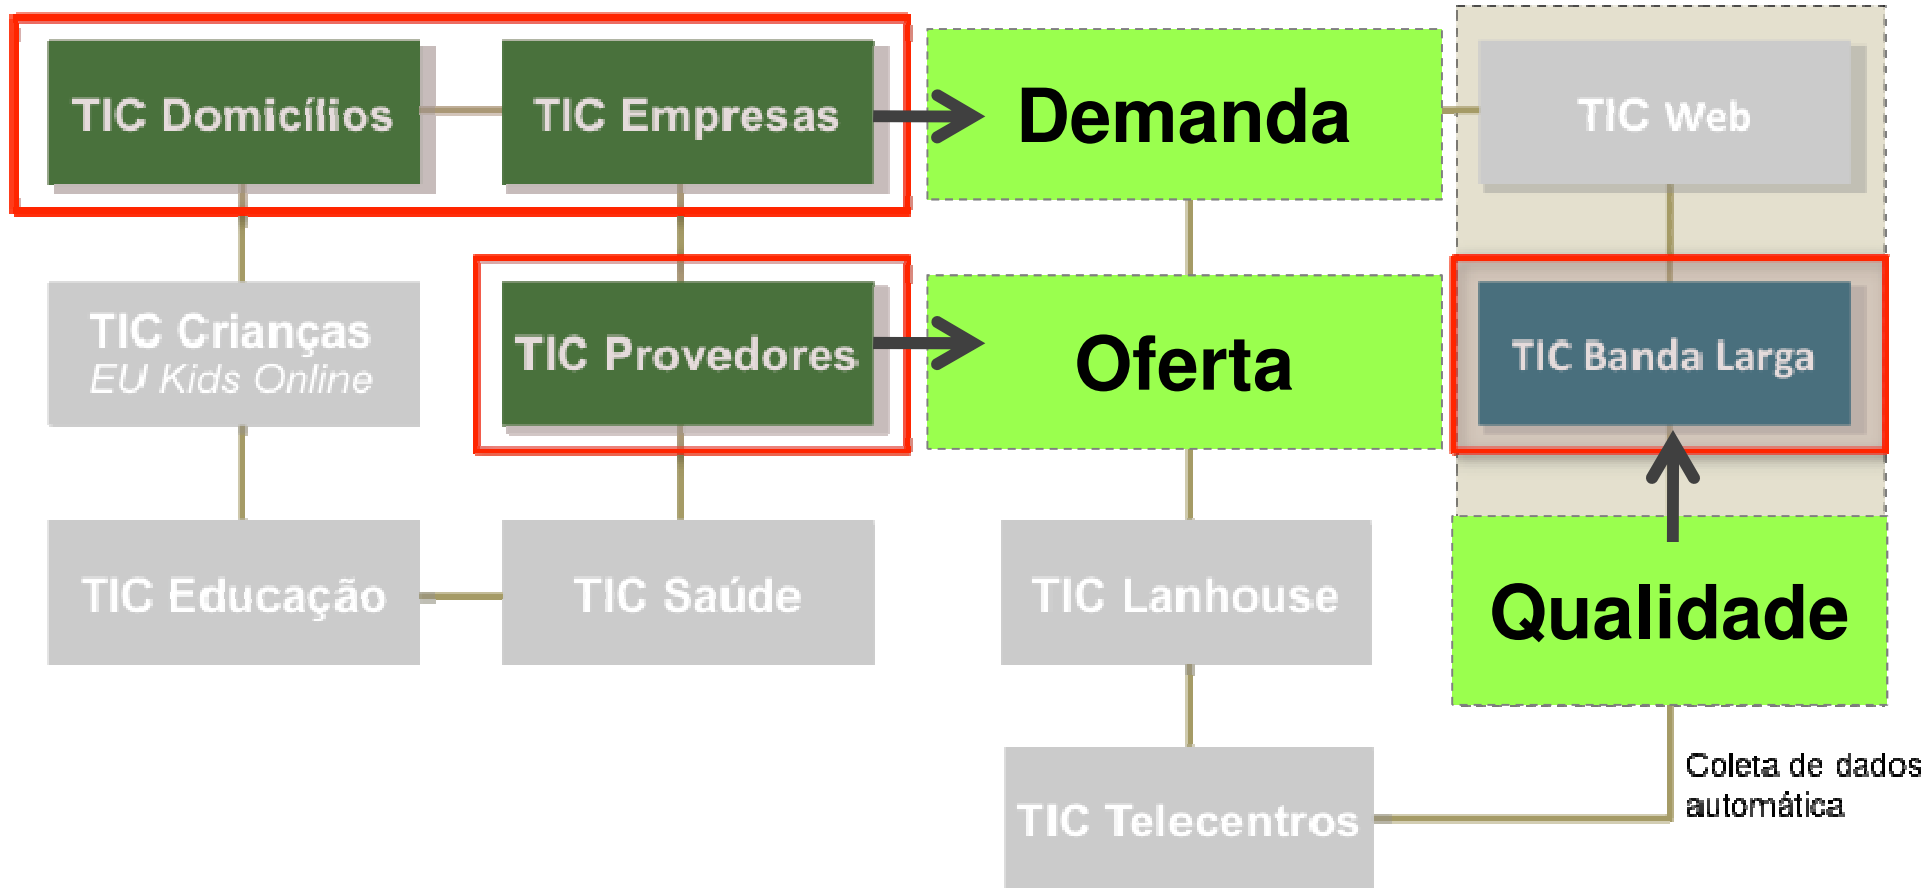 TIC Domicílios
TIC Empresas
Demanda
TIC Web
TIC Crianças
EU Kids Online
TIC Provedores
Oferta
TIC Banda Larga
TIC Educação
TIC Saúde
TIC Lanhouse
Qualidade
TIC Telecentros
Coleta de dados
automática